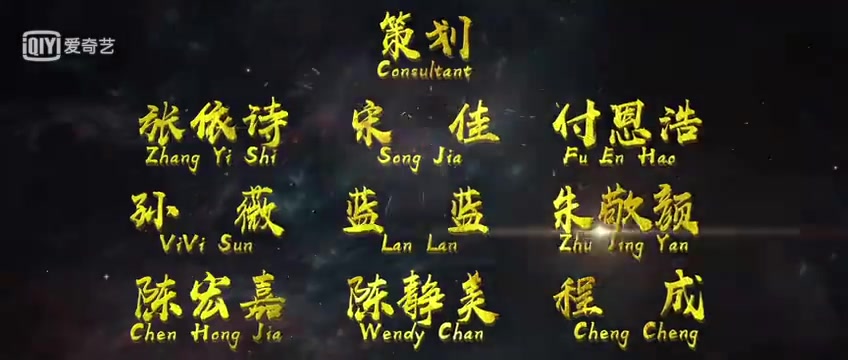 iQIYI 爱奇艺
策划
Consultant
张依诗 宋佳 付恩浩
Zhang Yi Shi Song Jia Fu En Hao
孙薇 蓝蓝 朱敬颜
ViVi Sun Lan Lan Zhu Jing Yan
陈宏嘉 陈静美 程成
Chen Hong Jia Wendy Chan Cheng Cheng